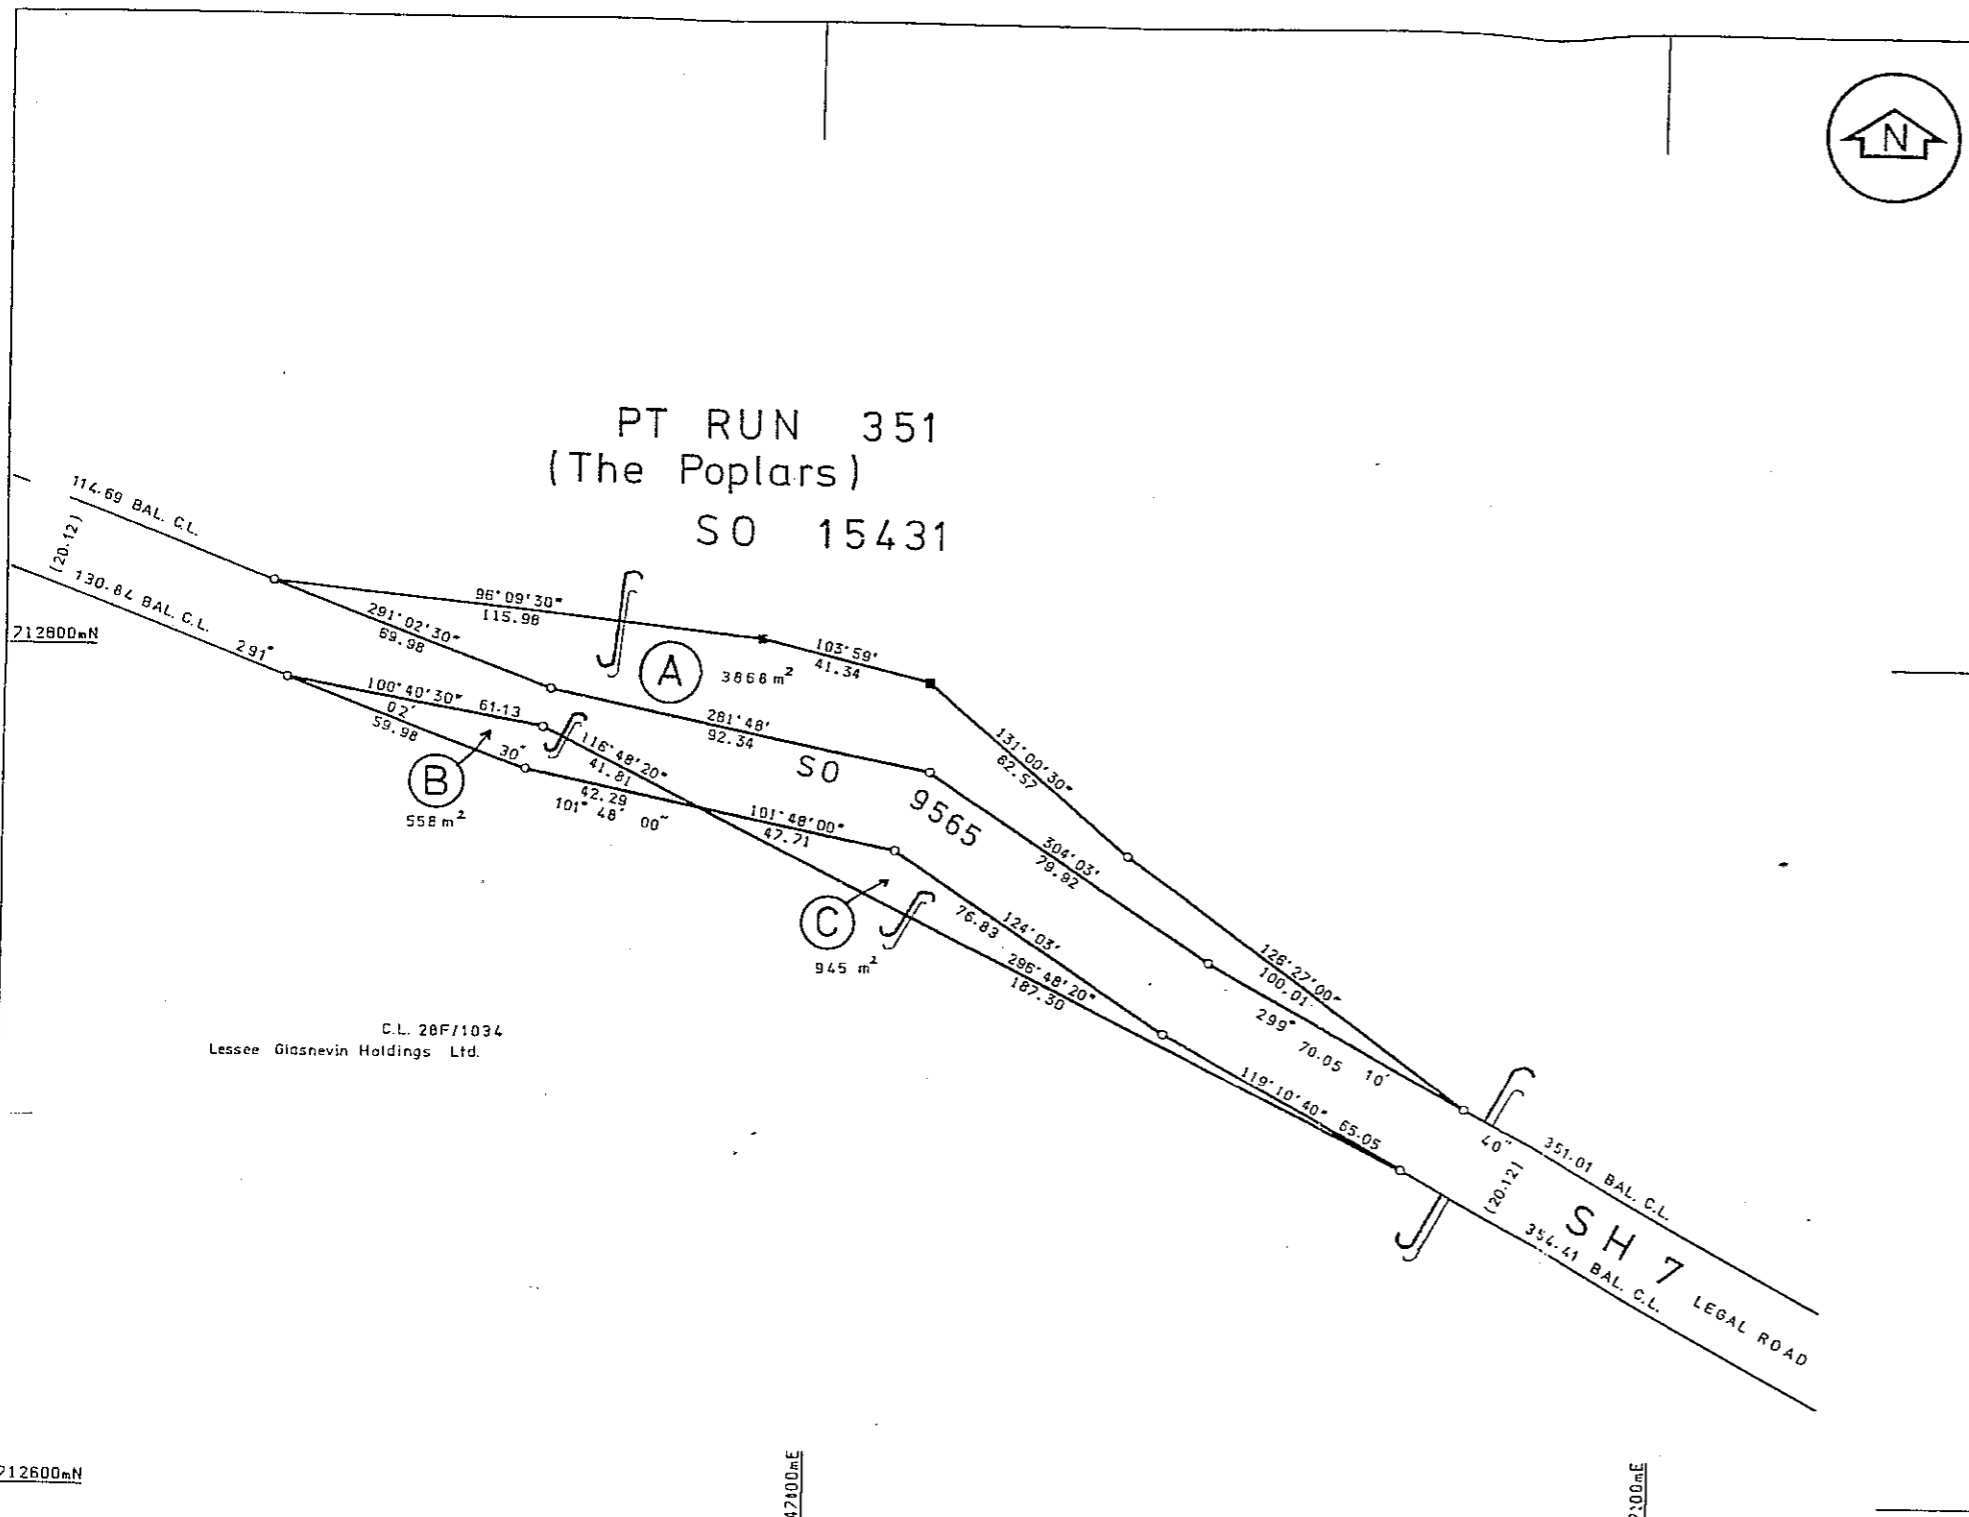 N
PT RUN 351
(The Poplars)
SO 15431
114.69 BAL. C.L.
(20.12)
130.84 BAL. C.L.
291°
712800mN
96°09'30"
115.98
291°02'30"
69.98
A
3868 m²
103°59'
41.34
100°40'30" 61.13
02'
59.98
30"
B
558 m²
116°48'20"
41.81
42.29
101° 48' 00"
281°48'
92.34
SO 9565
101°48'00"
47.71
131°00'30"
62.57
304°03'
79.82
C
945 m²
76.83 124°03'
296°48'20"
187.30
126°27'00"
100.01
299° 70.05 10'
40"
119°10'40" 65.05
C.L. 28F/1034
Lessee Glasnevin Holdings Ltd.
351.01 BAL. C.L.
(20.12)
SH 7 LEGAL ROAD
354.41 BAL. C.L.
712600mN